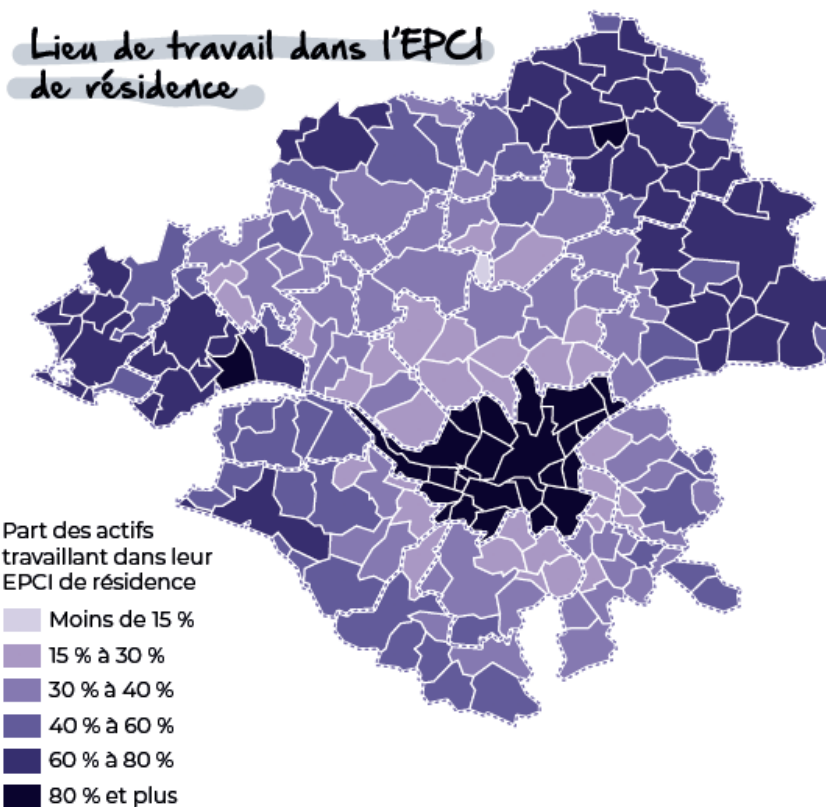 Lieu de travail dans l'EPCI
de résidence
Part des actifs
travaillant dans leur
EPCI de résidence
Moins de 15 %
15 % à 30 %
30 % à 40 %
40 % à 60 %
60 % à 80 %
80 % et plus